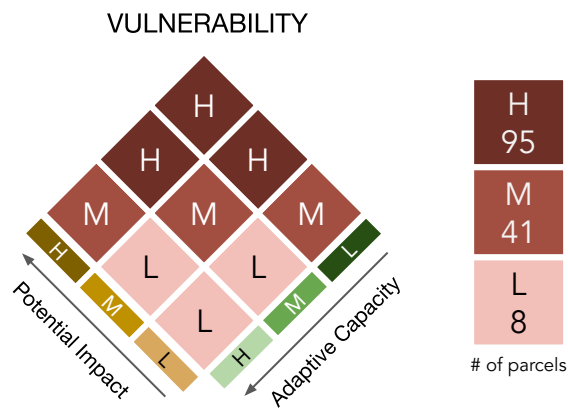 VULNERABILITY
H
H H
M M M
L L
L
H
M
L
L
M
H
Potential Impact
Adaptive Capacity
H
95
M
41
L
8
# of parcels